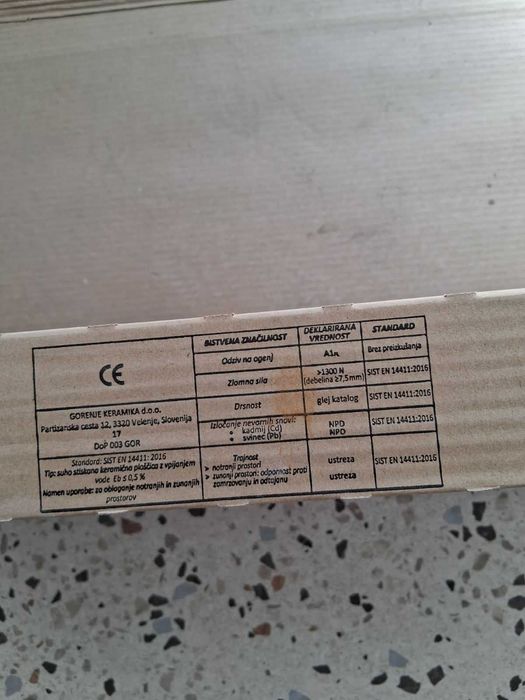 CE
GORENJE KERAMIKA d.o.o.
Partizanska cesta 12, 3320 Velenje, Slovenija
17
DoP 003 GOR
Standard: SIST EN 14411: 2016
Tip: suho stiskana keramična ploščica z vpijanjem
vode Eb ≤ 0,5 %
Namen uporabe: za oblaganje notranjih in zunanjih
prostorov
BISTVENA ZNAČILNOST DEKLARIRANA VREDNOST STANDARD
Odziv na ogenj A1FL Brez preizkušanja
Zlomna sila >1300 N (debelina ≥7,5mm) SIST EN 14411:2016
Drsnost glej katalog SIST EN 14411:2016
Izločanje nevarnih snovi:
• kadmij (Cd) NPD
• svinec (Pb) NPD
SIST EN 14411:2016
Trajnost
> notranji prostori ustreza
> zunanji prostori: odpornost proti
zamrzovanju in odtajanju ustreza
SIST EN 14411:2016